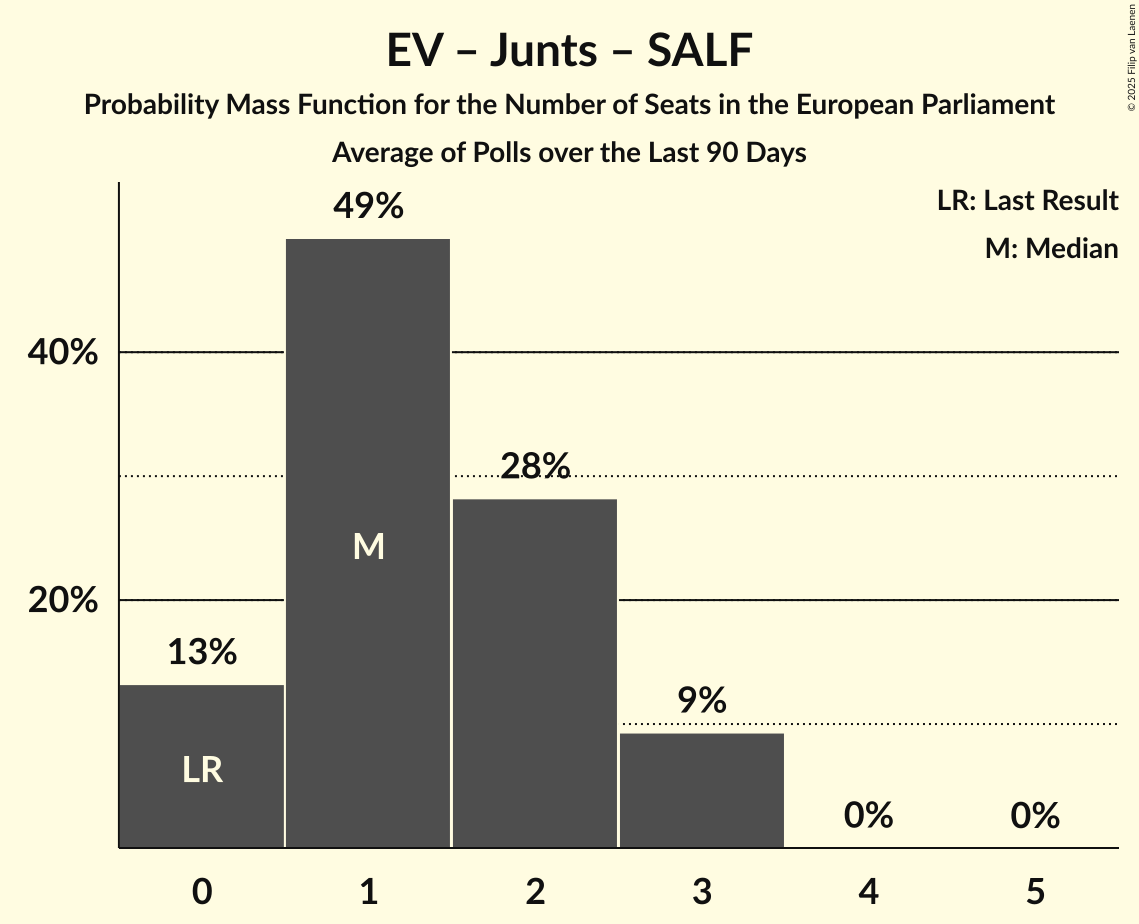 EV – Junts – SALF
Probability Mass Function for the Number of Seats in the European Parliament
Average of Polls over the Last 90 Days
© 2025 Filip van Laenen
LR: Last Result
M: Median
49%
40%
28%
M
20%
13%
9%
LR
0%
0%
0
1
2
3
4
5